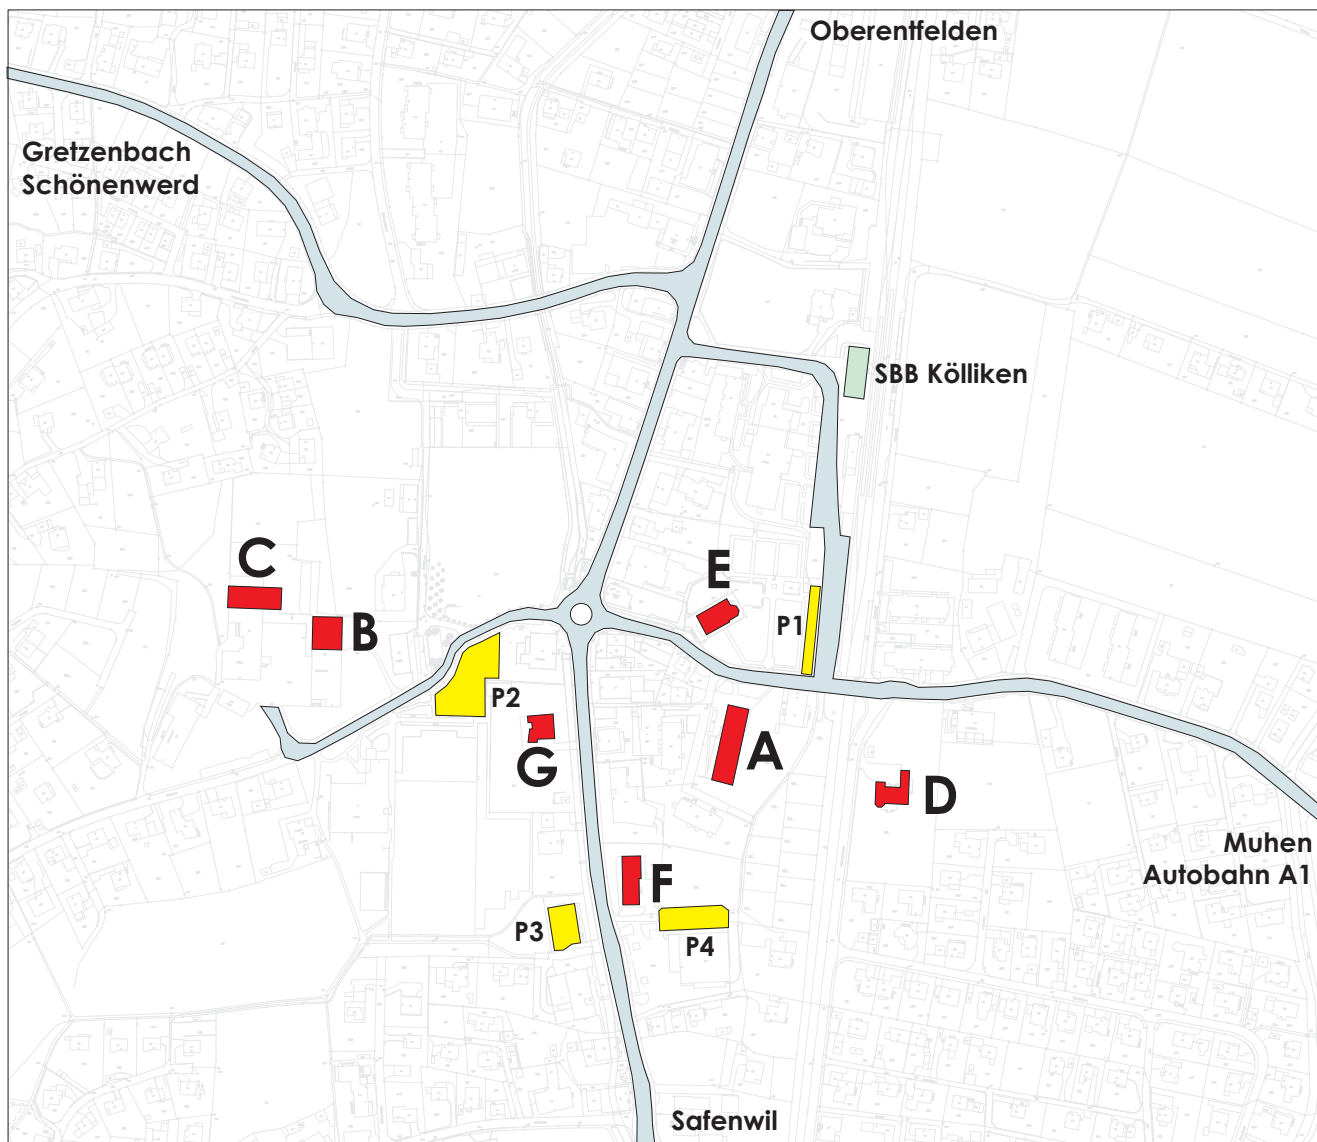 Oberentfelden
Gretzenbach
Schönenwerd
SBB Kölliken
C
E
B
P1
P2
G
A
D
Muhen
Autobahn A1
F
P3
P4
Safenwil